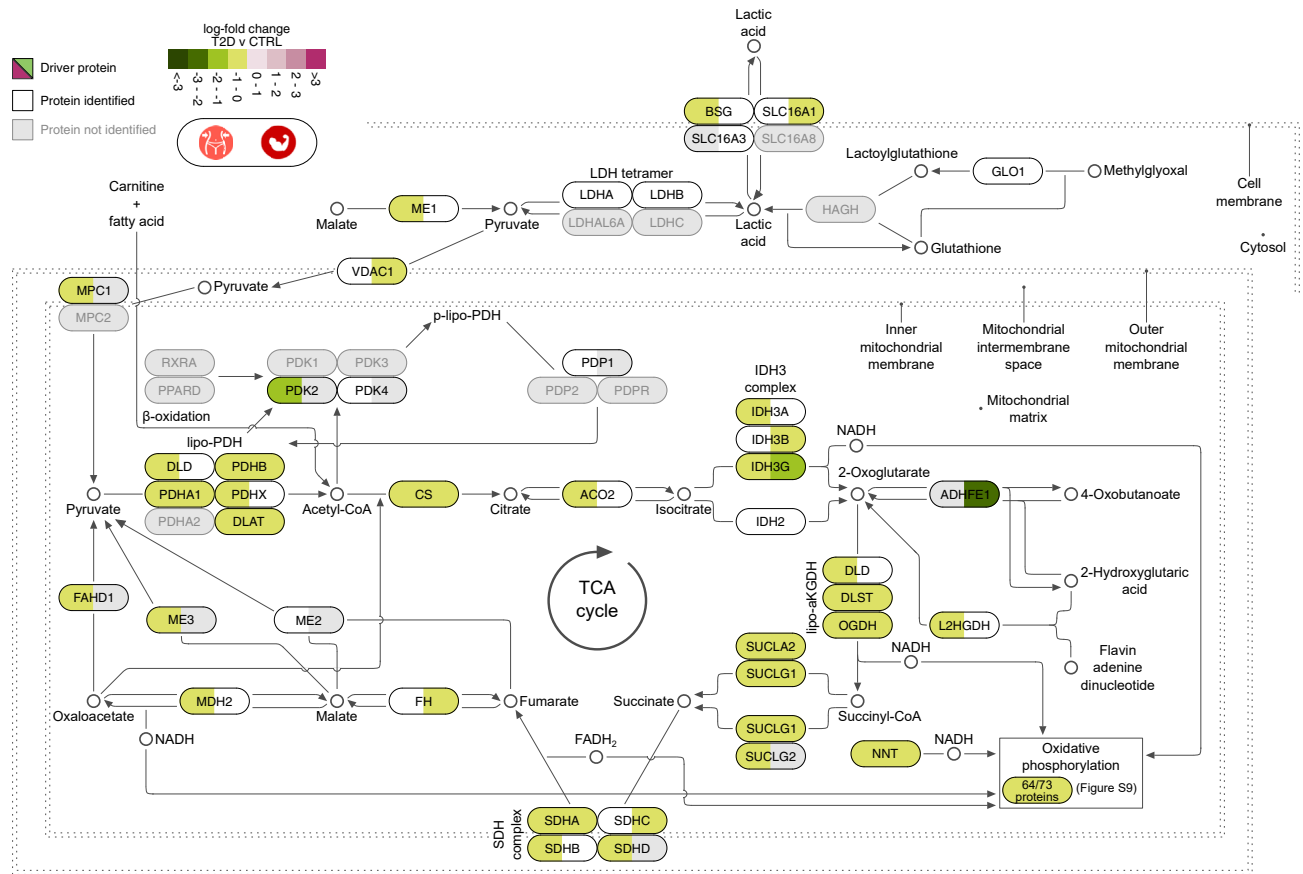 log-fold change
T2D v CTRL
<-3
-3 - -2
-2 - -1
-1 - 0
0 - 1
1 - 2
2 - 3
>3
Driver protein
Protein identified
Protein not identified
Lactic
acid
BSG
SLC16A1
SLC16A3
SLC16A8
Lactoylglutathione
GLO1
Methylglyoxal
Cell
membrane
Cytosol
Carnitine
+
fatty acid
LDH tetramer
LDHA
LDHB
LDHAL6A
LDHC
Malate
ME1
Pyruvate
Lactic
acid
HAGH
Glutathione
VDAC1
Pyruvate
MPC1
MPC2
p-lipo-PDH
Inner
mitochondrial
membrane
Mitochondrial
intermembrane
space
Outer
mitochondrial
membrane
Mitochondrial
matrix
RXRA
PPARD
PDK1
PDK3
PDK2
PDK4
PDP1
PDP2
PDPR
IDH3
complex
IDH3A
IDH3B
IDH3G
IDH2
β-oxidation
lipo-PDH
DLD
PDHB
PDHA1
PDHX
PDHA2
DLAT
Pyruvate
Acetyl-CoA
CS
Citrate
ACO2
Isocitrate
NADH
2-Oxoglutarate
ADHFE1
4-Oxobutanoate
2-Hydroxyglutaric
acid
TCA
cycle
lipo-aKGDH
DLD
DLST
OGDH
L2HGDH
NADH
Flavin
adenine
dinucleotide
FAHD1
ME3
ME2
SUCLA2
SUCLG1
SUCLG1
SUCLG2
Oxaloacetate
MDH2
Malate
FH
Fumarate
Succinate
Succinyl-CoA
NADH
FADH2
NNT
NADH
Oxidative
phosphorylation
64/73
proteins
(Figure S9)
SDH
complex
SDHA
SDHC
SDHB
SDHD